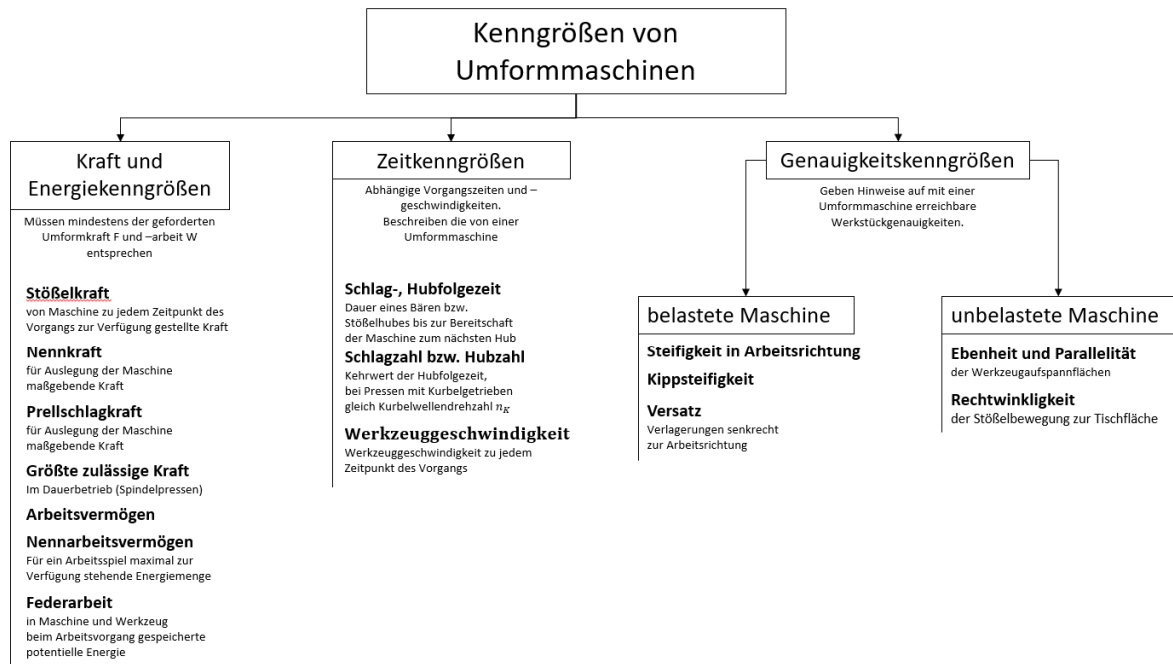 Kenngrößen von
Umformmaschinen
Kraft und
Energiekenngrößen
Müssen mindestens der geforderten
Umformkraft F und –arbeit W
entsprechen
Stößelkraft
von Maschine zu jedem Zeitpunkt des
Vorgangs zur Verfügung gestellte Kraft
Nennkraft
für Auslegung der Maschine
maßgebende Kraft
Prellschlagkraft
für Auslegung der Maschine
maßgebende Kraft
Größte zulässige Kraft
Im Dauerbetrieb (Spindelpressen)
Arbeitsvermögen
Nennarbeitsvermögen
Für ein Arbeitsspiel maximal zur
Verfügung stehende Energiemenge
Federarbeit
in Maschine und Werkzeug
beim Arbeitsvorgang gespeicherte
potentielle Energie
Zeitkenngrößen
Abhängige Vorgangszeiten und –
geschwindigkeiten.
Beschreiben die von einer
Umformmaschine
Schlag-, Hubfolgezeit
Dauer eines Bären bzw.
Stößelhubes bis zur Bereitschaft
der Maschine zum nächsten Hub
Schlagzahl bzw. Hubzahl
Kehrwert der Hubfolgezeit,
bei Pressen mit Kurbelgetrieben
gleich Kurbelwellendrehzahl n_K
Werkzeuggeschwindigkeit
Werkzeuggeschwindigkeit zu jedem
Zeitpunkt des Vorgangs
Genauigkeitskenngrößen
Geben Hinweise auf mit einer
Umformmaschine erreichbare
Werkstückgenauigkeiten.
belastete Maschine
Steifigkeit in Arbeitsrichtung
Kippsteifigkeit
Versatz
Verlagerungen senkrecht
zur Arbeitsrichtung
unbelastete Maschine
Ebenheit und Parallelität
der Werkzeugaufspannflächen
Rechtwinkligkeit
der Stößelbewegung zur Tischfläche